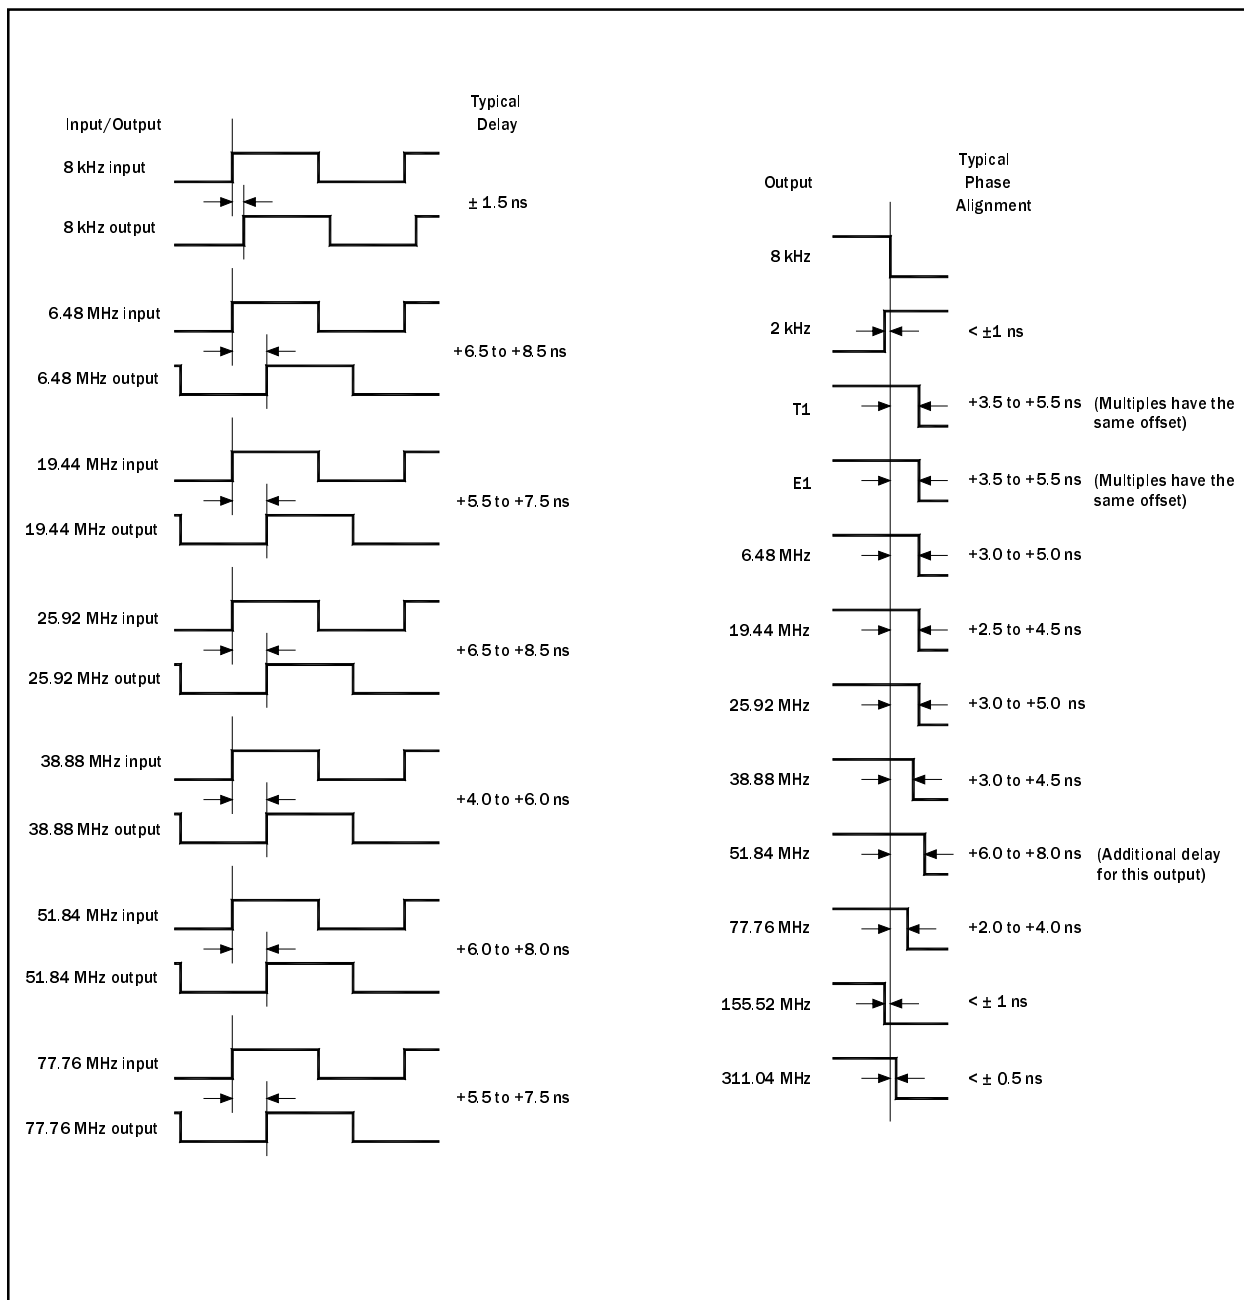 Typical
Delay
Input/Output
8 kHz input
± 1.5 ns
8 kHz output
6.48 MHz input
+6.5 to +8.5 ns
6.48 MHz output
19.44 MHz input
+5.5 to +7.5 ns
19.44 MHz output
25.92 MHz input
+6.5 to +8.5 ns
25.92 MHz output
38.88 MHz input
+4.0 to +6.0 ns
38.88 MHz output
51.84 MHz input
+6.0 to +8.0 ns
51.84 MHz output
77.76 MHz input
+5.5 to +7.5 ns
77.76 MHz output
Typical
Phase
Alignment
Output
8 kHz
2 kHz
< ±1 ns
T1
+3.5 to +5.5 ns (Multiples have the
same offset)
E1
+3.5 to +5.5 ns (Multiples have the
same offset)
6.48 MHz
+3.0 to +5.0 ns
19.44 MHz
+2.5 to +4.5 ns
25.92 MHz
+3.0 to +5.0 ns
38.88 MHz
+3.0 to +4.5 ns
51.84 MHz
+6.0 to +8.0 ns (Additional delay
for this output)
77.76 MHz
+2.0 to +4.0 ns
155.52 MHz
< ± 1 ns
311.04 MHz
< ± 0.5 ns